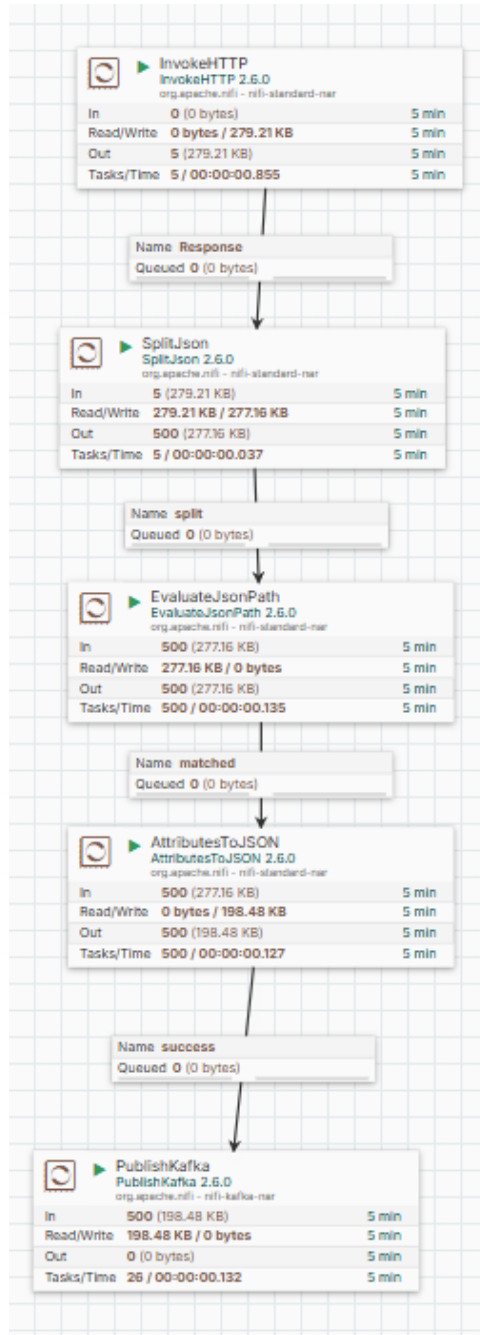 InvokeHTTP
InvokeHTTP 2.6.0
org.apache.nifi - nifi-standard-nar
In 0 (0 bytes) 5 min
Read/Write 0 bytes / 279.21 KB 5 min
Out 5 (279.21 KB) 5 min
Tasks/Time 5 / 00:00:00.855 5 min
Name Response
Queued 0 (0 bytes)
SplitJson
SplitJson 2.6.0
org.apache.nifi - nifi-standard-nar
In 5 (279.21 KB) 5 min
Read/Write 279.21 KB / 277.16 KB 5 min
Out 500 (277.16 KB) 5 min
Tasks/Time 5 / 00:00:00.037 5 min
Name split
Queued 0 (0 bytes)
EvaluateJsonPath
EvaluateJsonPath 2.6.0
org.apache.nifi - nifi-standard-nar
In 500 (277.16 KB) 5 min
Read/Write 277.16 KB / 0 bytes 5 min
Out 500 (277.16 KB) 5 min
Tasks/Time 500 / 00:00:00.135 5 min
Name matched
Queued 0 (0 bytes)
AttributesToJSON
AttributesToJSON 2.6.0
org.apache.nifi - nifi-standard-nar
In 500 (277.16 KB) 5 min
Read/Write 0 bytes / 198.48 KB 5 min
Out 500 (198.48 KB) 5 min
Tasks/Time 500 / 00:00:00.127 5 min
Name success
Queued 0 (0 bytes)
PublishKafka
PublishKafka 2.6.0
org.apache.nifi - nifi-kafka-nar
In 500 (198.48 KB) 5 min
Read/Write 198.48 KB / 0 bytes 5 min
Out 0 (0 bytes) 5 min
Tasks/Time 26 / 00:00:00.132 5 min